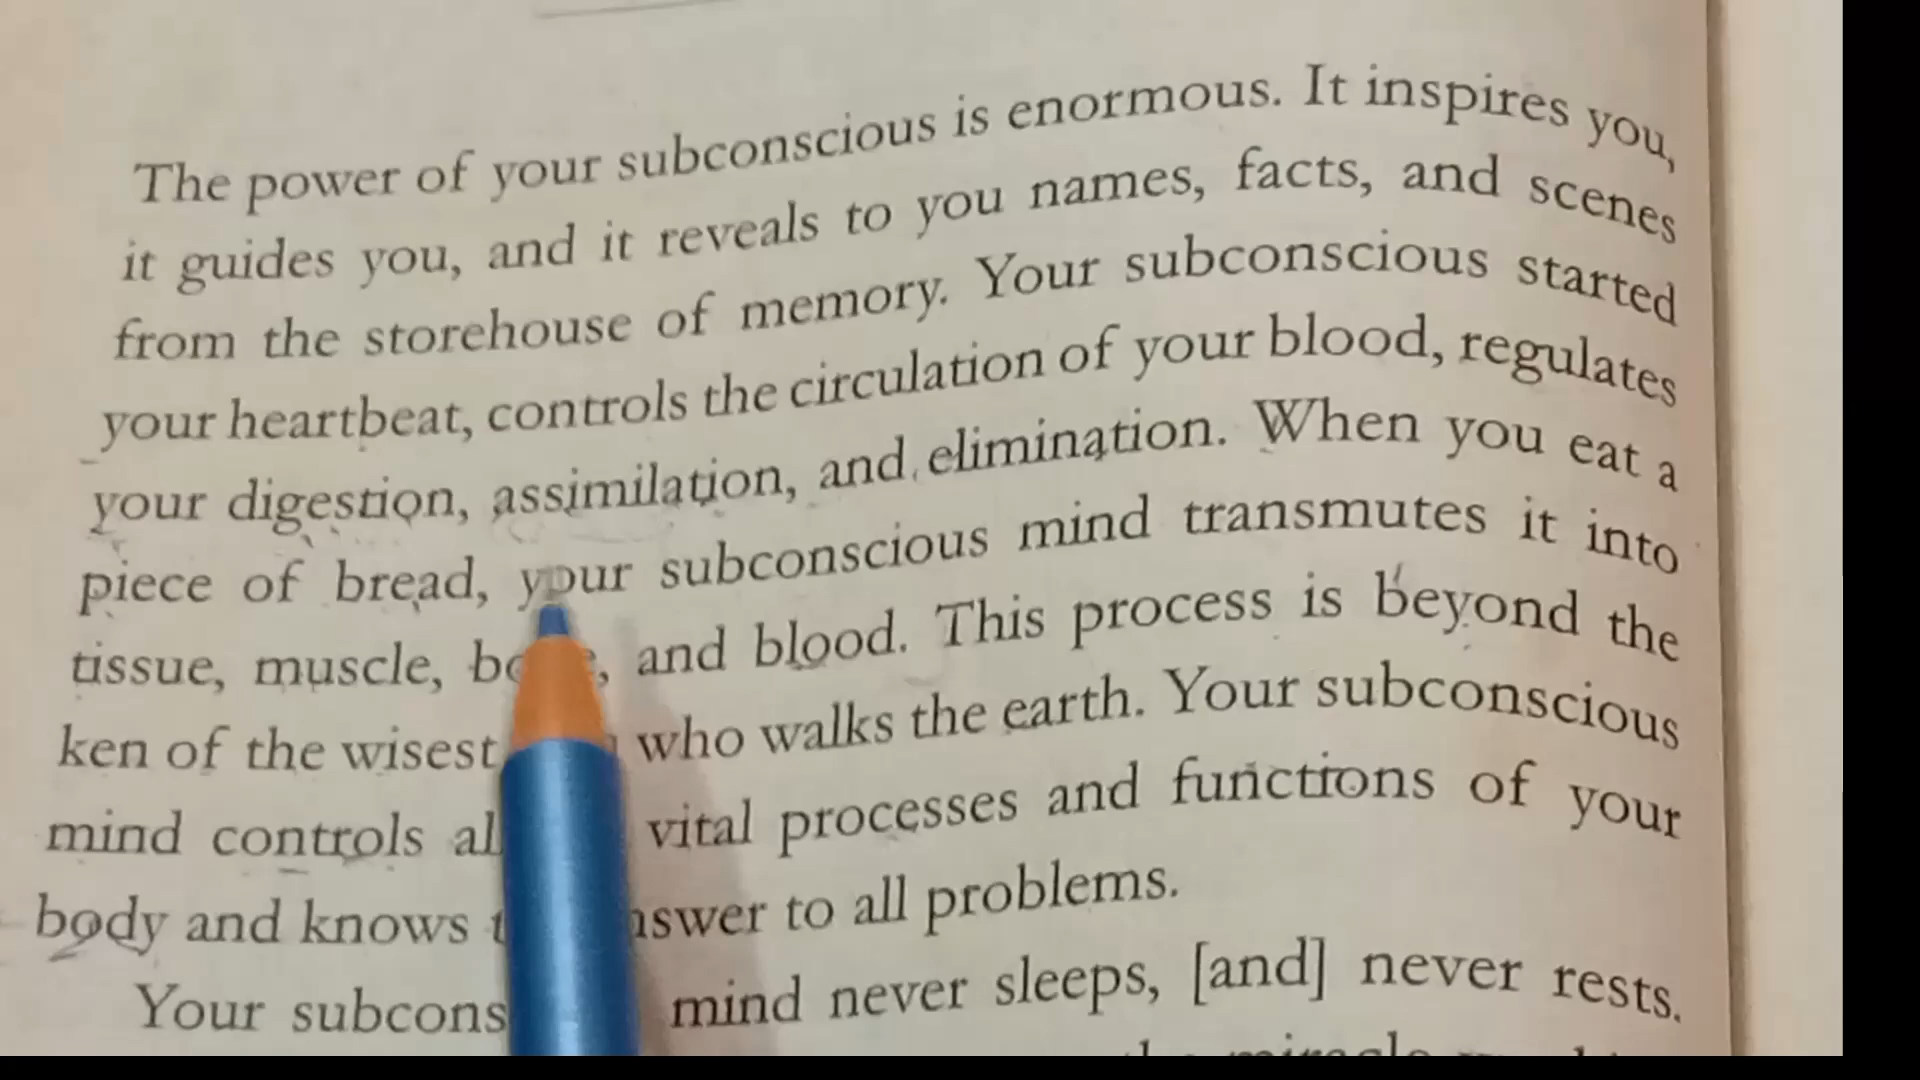 The power of your subconscious is enormous. It inspires you,
it guides you, and it reveals to you names, facts, and scenes
from the storehouse of memory. Your subconscious started
your heartbeat, controls the circulation of your blood, regulates
your digestion, assimilation, and elimination. When you eat a
piece of bread, your subconscious mind transmutes it into
tissue, muscle, and blood. This process is beyond the
ken of the wisest who walks the earth. Your subconscious
mind controls vital processes and functions of your
body and knows to all problems.
Your mind never sleeps, [and] never rests.